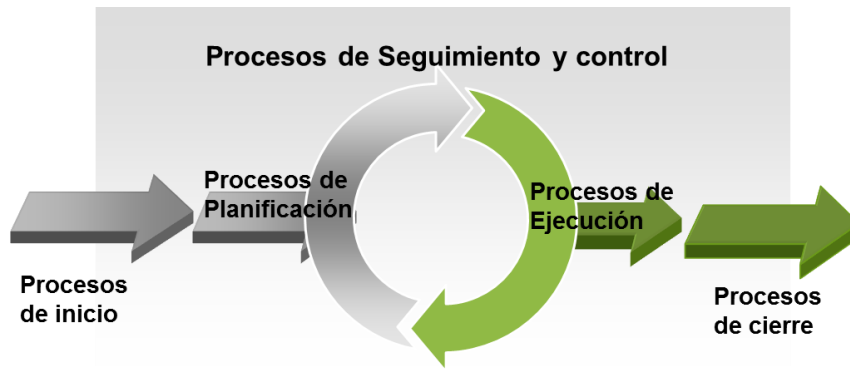 Procesos de Seguimiento y control
Procesos de
Planificación
Procesos de
Ejecución
Procesos
de inicio
Procesos
de cierre